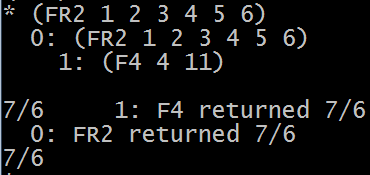 * (FR2 1 2 3 4 5 6)
  0: (FR2 1 2 3 4 5 6)
    1: (F4 4 11)

7/6     1: F4 returned 7/6
  0: FR2 returned 7/6
7/6